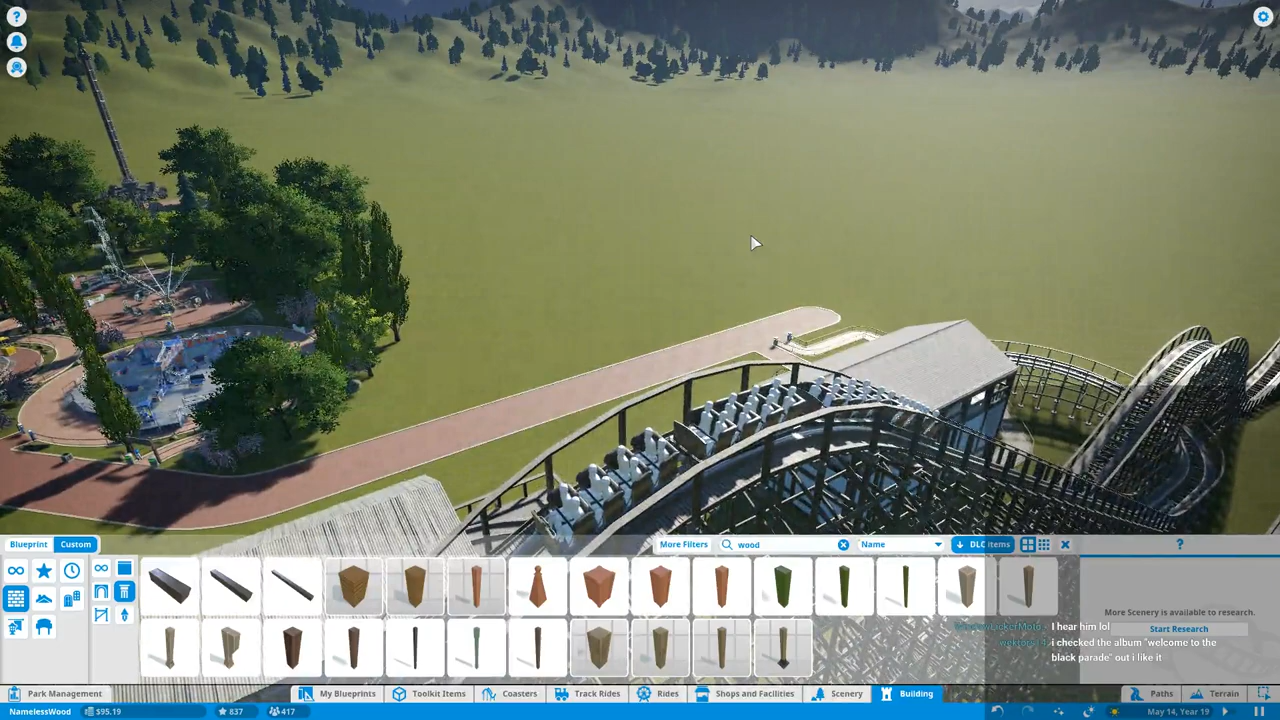 Blueprint Custom More Filters wood Name DLC items
More Scenery is available to research.
Start Research
I hear him lol
i checked the album "welcome to the
black parade" out i like it
Park Management My Blueprints Toolkit Items Coasters Track Rides Rides Shops and Facilities Scenery Building Paths Terrain
NamelessWood $95.19 837 417 May 14, Year 19